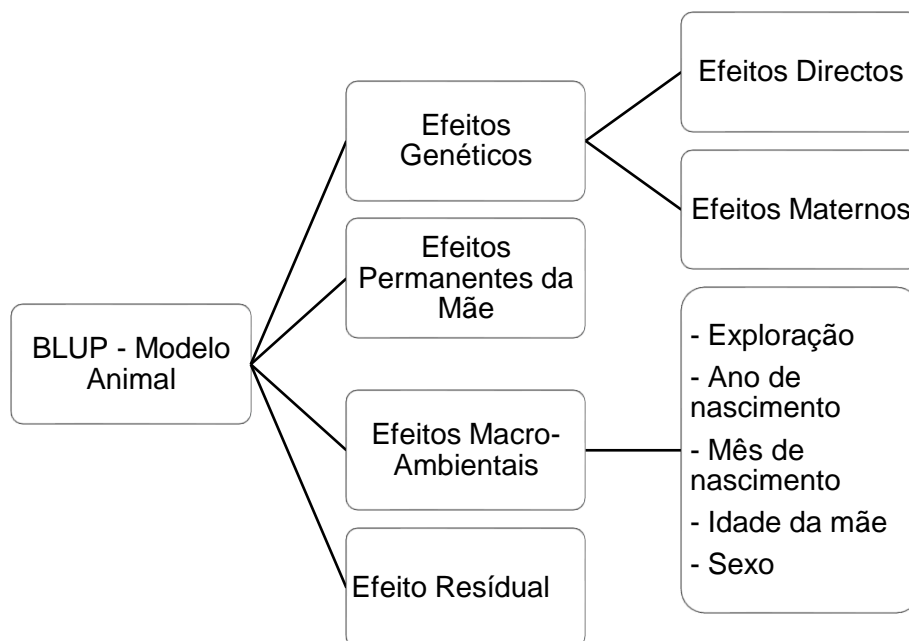 BLUP - Modelo
Animal
Efeitos
Genéticos
Efeitos Directos
Efeitos Maternos
Efeitos
Permanentes da
Mãe
Efeitos Macro-
Ambientais
- Exploração
- Ano de
nascimento
- Mês de
nascimento
- Idade da mãe
- Sexo
Efeito Resídual